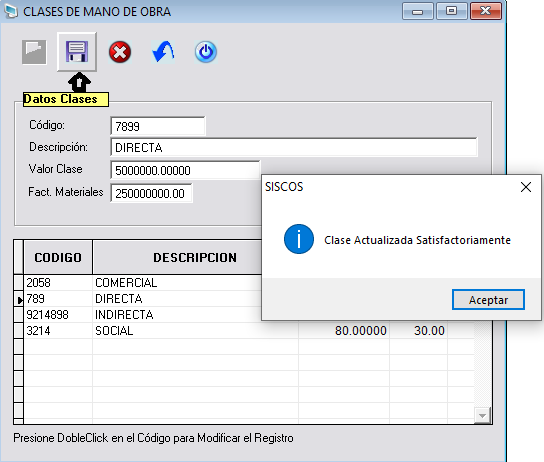 CLASES DE MANO DE OBRA
Datos Clases
Código: 7899
Descripción: DIRECTA
Valor Clase 5000000.00000
Fact. Materiales 250000000.00
SISCOS
Clase Actualizada Satisfactoriamente
Aceptar
CODIGO DESCRIPCION
2058 COMERCIAL
789 DIRECTA
9214898 INDIRECTA
3214 SOCIAL 80.00000 30.00
Presione DobleClick en el Código para Modificar el Registro